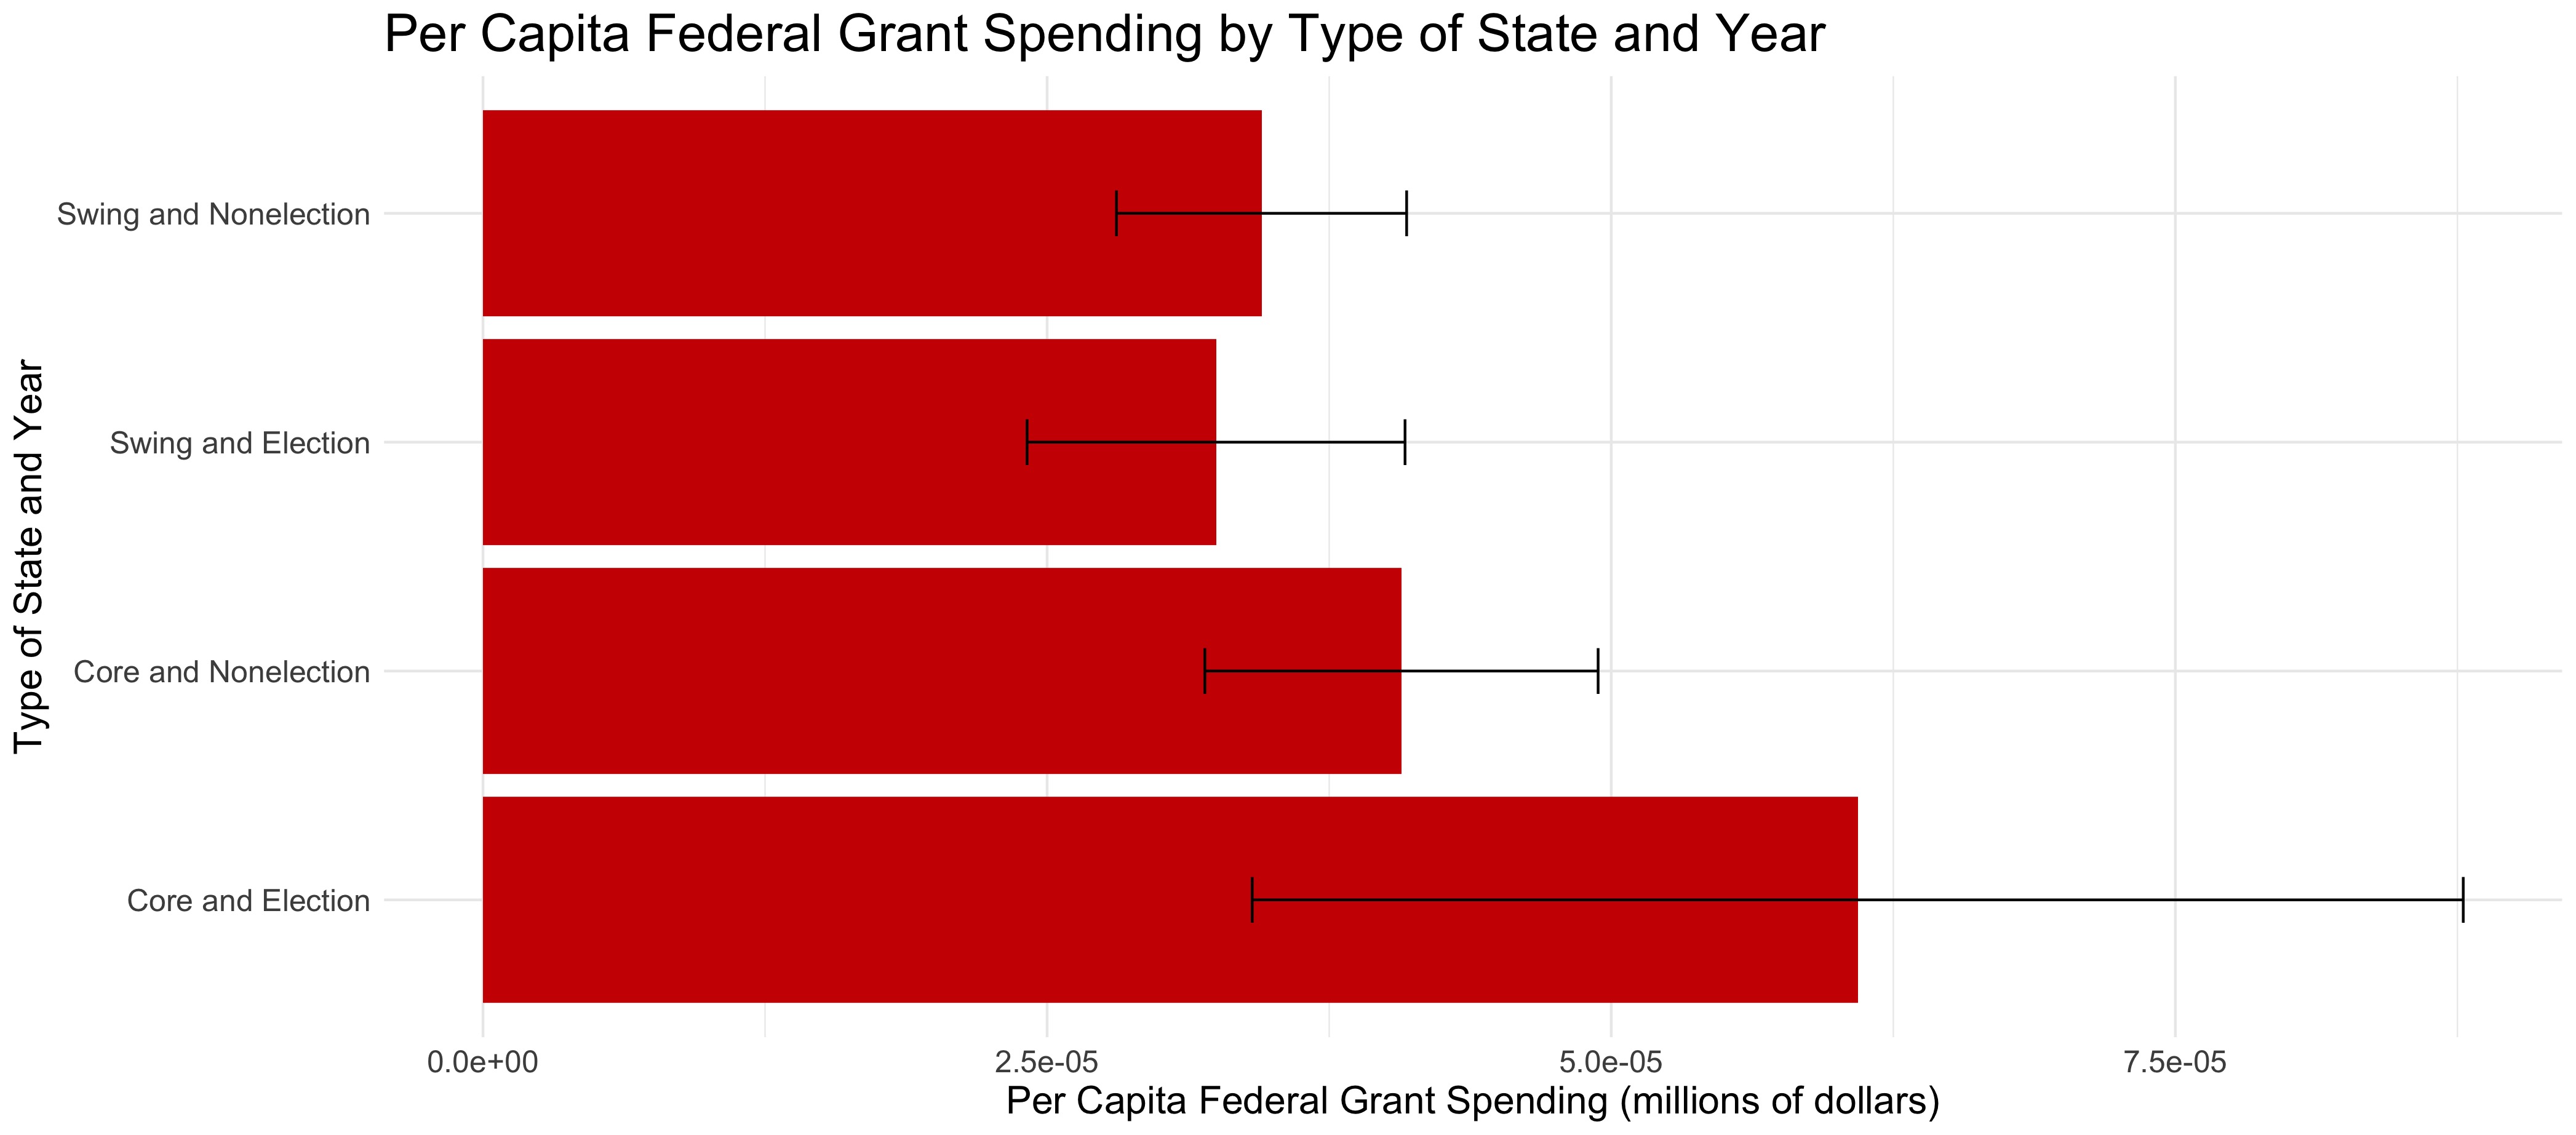 Per Capita Federal Grant Spending by Type of State and Year
Type of State and Year
Swing and Nonelection
Swing and Election
Core and Nonelection
Core and Election
0.0e+00 2.5e-05 5.0e-05 7.5e-05
Per Capita Federal Grant Spending (millions of dollars)